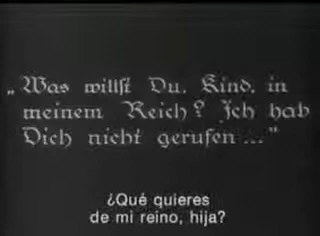 „Was willst Du, Kind, in
meinem Reich? Ich hab
Dich nicht gerufen..."
¿Qué quieres
de mi reino, hija?